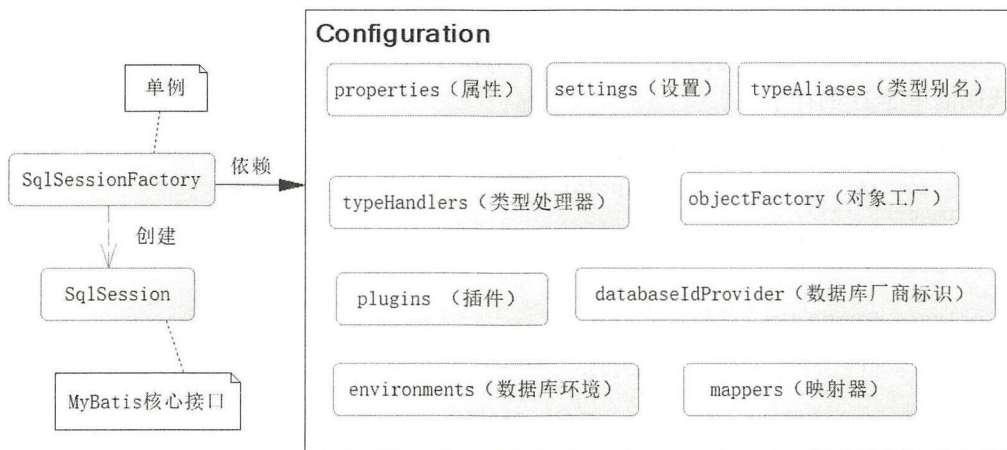 Configuration
单例
properties（属性）
settings（设置）
typeAliases（类型别名）
SqlSessionFactory
依赖
typeHandlers（类型处理器）
objectFactory（对象工厂）
创建
SqlSession
plugins （插件）
databaseIdProvider（数据库厂商标识）
MyBatis核心接口
environments（数据库环境）
mappers（映射器）